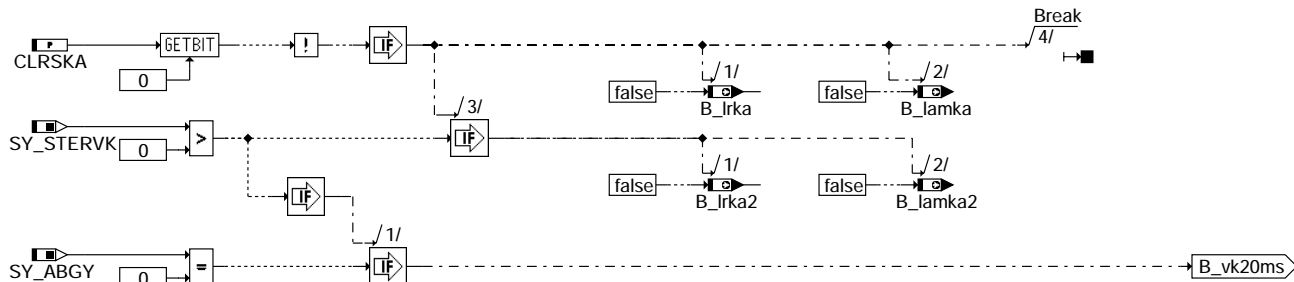 Break
P GETBIT ! IF 4/
CLRSKA
0 1/ 2/
false false
3/ B_lrka B_lamka
SY_STERVK 0 > IF
1/ 2/
IF false false
B_lrka2 B_lamka2
1/
SY_ABGY 0 = IF B_vk20ms